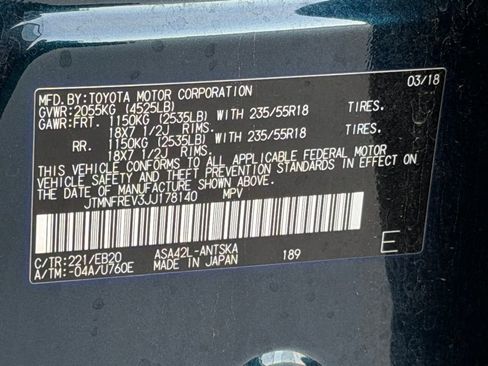 MFD.BY:TOYOTA MOTOR CORPORATION 03/18
GVWR:2055KG (4525LB)
GAWR:FRT. 1150KG (2535LB) WITH 235/55R18 TIRES.
18X7 1/2J RIMS.
RR. 1150KG (2535LB) WITH 235/55R18 TIRES.
18X7 1/2J RIMS.
THIS VEHICLE CONFORMS TO ALL APPLICABLE FEDERAL MOTOR
VEHICLE SAFETY AND THEFT PREVENTION STANDARDS IN EFFECT ON
THE DATE OF MANUFACTURE SHOWN ABOVE.
JTMNFREV3JJ178140 MPV
C/TR:221/EB20 ASA42L-ANTSKA
A/TM:-04A/U760E MADE IN JAPAN 189 E